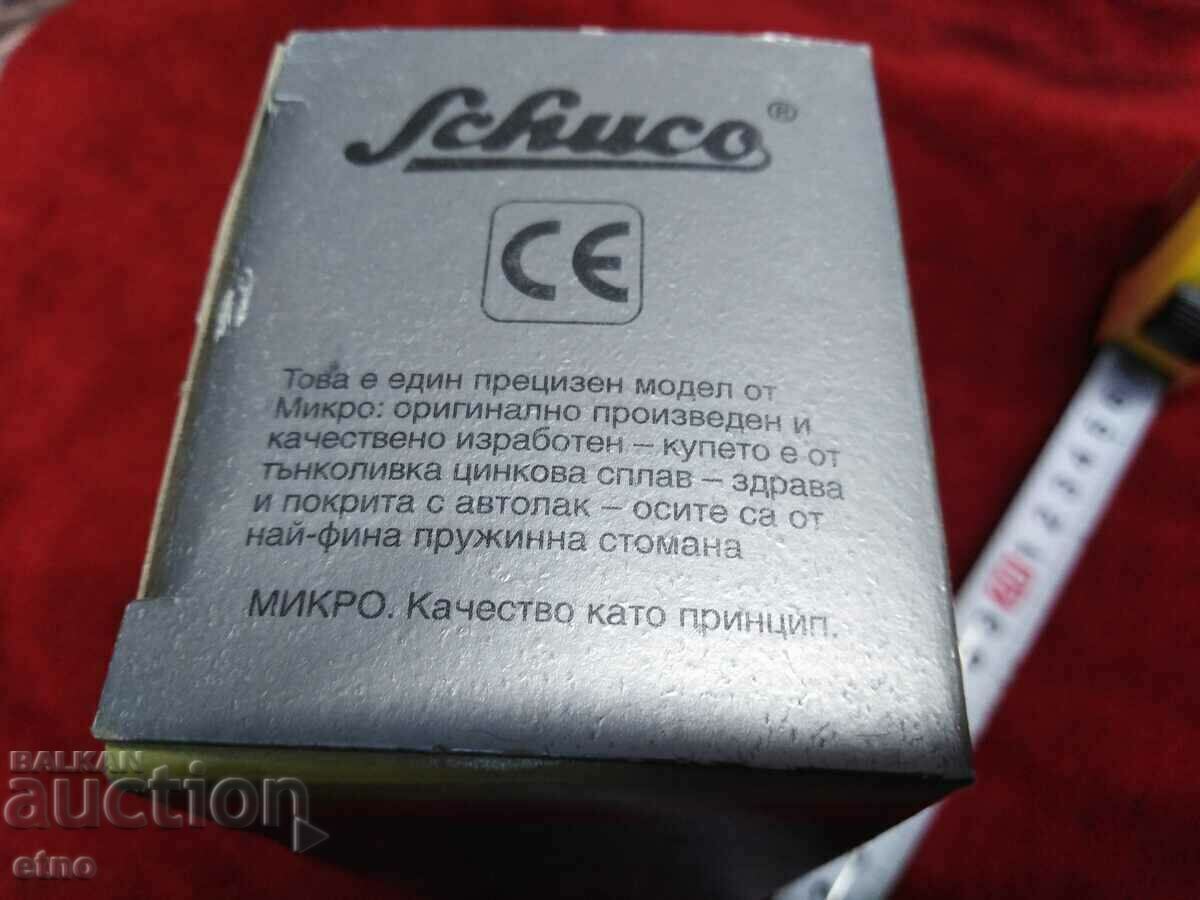 Schuco®
CE
Това е един прецизен модел от
Микро: оригинално произведен и
качествено изработен – купето е от
тънколивка цинкова сплав – здрава
и покрита с автолак – осите са от
най-фина пружинна стомана
МИКРО. Качество като принцип.
BALKAN
auction
etno